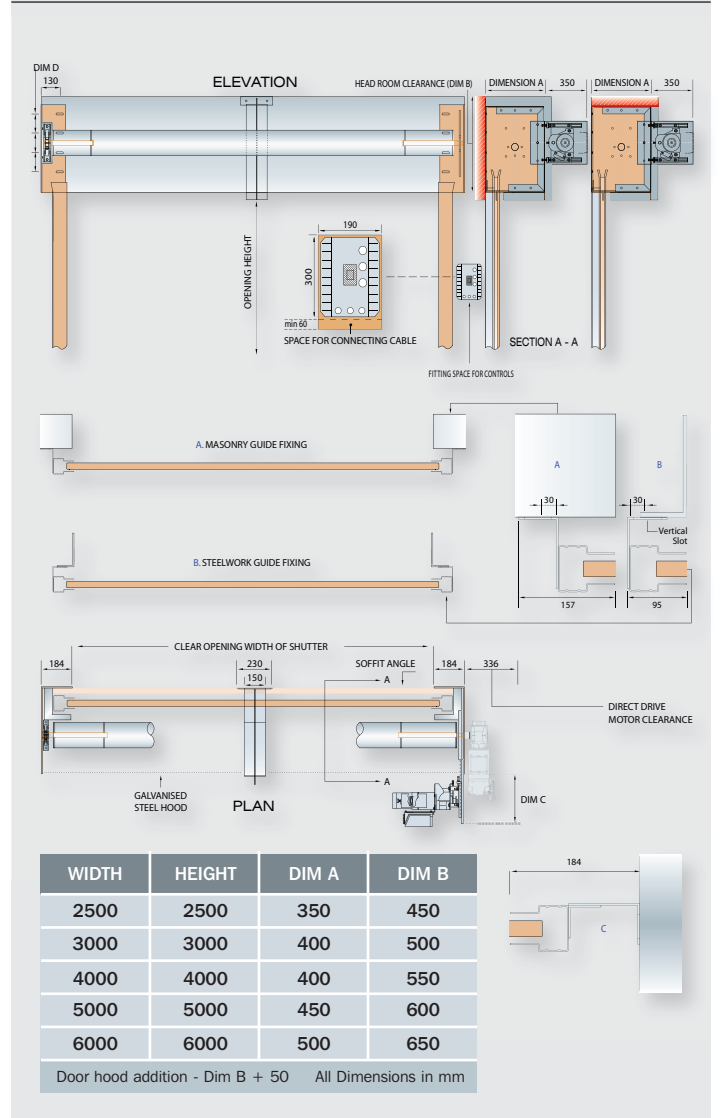 DIM D
130
ELEVATION
HEAD ROOM CLEARANCE (DIM B)
DIMENSION A
350
DIMENSION A
350
OPENING HEIGHT
190
300
min 60
SPACE FOR CONNECTING CABLE
SECTION A - A
FITTING SPACE FOR CONTROLS
A. MASONRY GUIDE FIXING
A
B
30
30
Vertical
Slot
B. STEELWORK GUIDE FIXING
157
95
CLEAR OPENING WIDTH OF SHUTTER
184
230
150
SOFFIT ANGLE
184
336
A
DIRECT DRIVE
MOTOR CLEARANCE
A
GALVANISED
STEEL HOOD
PLAN
DIM C
WIDTH HEIGHT DIM A DIM B
2500 2500 350 450
3000 3000 400 500
4000 4000 400 550
5000 5000 450 600
6000 6000 500 650
Door hood addition - Dim B + 50 All Dimensions in mm
184
C